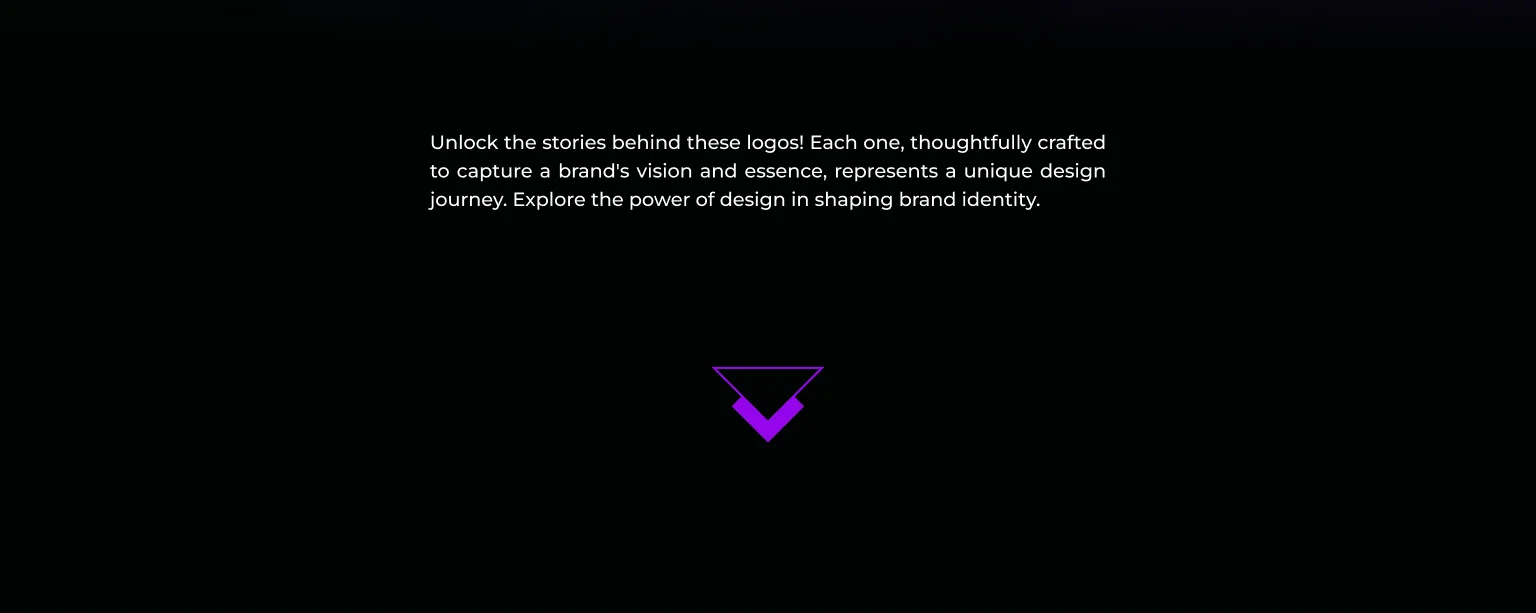 Unlock the stories behind these logos! Each one, thoughtfully crafted
to capture a brand's vision and essence, represents a unique design
journey. Explore the power of design in shaping brand identity.